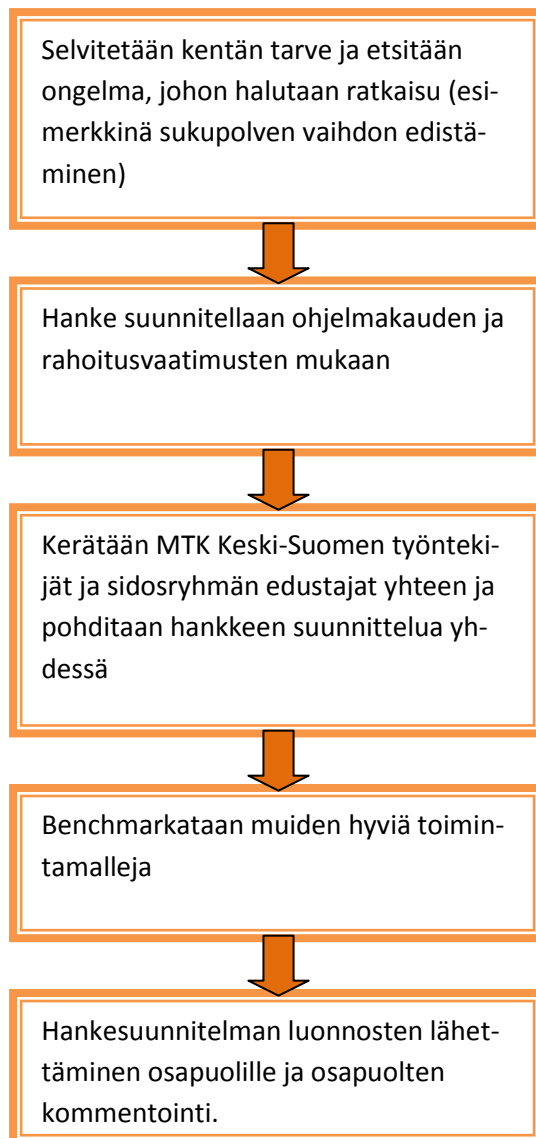 Selvitetään kentän tarve ja etsitään
ongelma, johon halutaan ratkaisu (esi-
merkkinä sukupolven vaihdon edistä-
minen)
Hanke suunnitellaan ohjelmakauden ja
rahoitusvaatimusten mukaan
Kerätään MTK Keski-Suomen työnteki-
jät ja sidosryhmän edustajat yhteen ja
pohditaan hankkeen suunnittelua yh-
dessä
Benchmarkataan muiden hyviä toimin-
tamalleja
Hankesuunnitelman luonnosten lähet-
täminen osapuolille ja osapuolten
kommentointi.